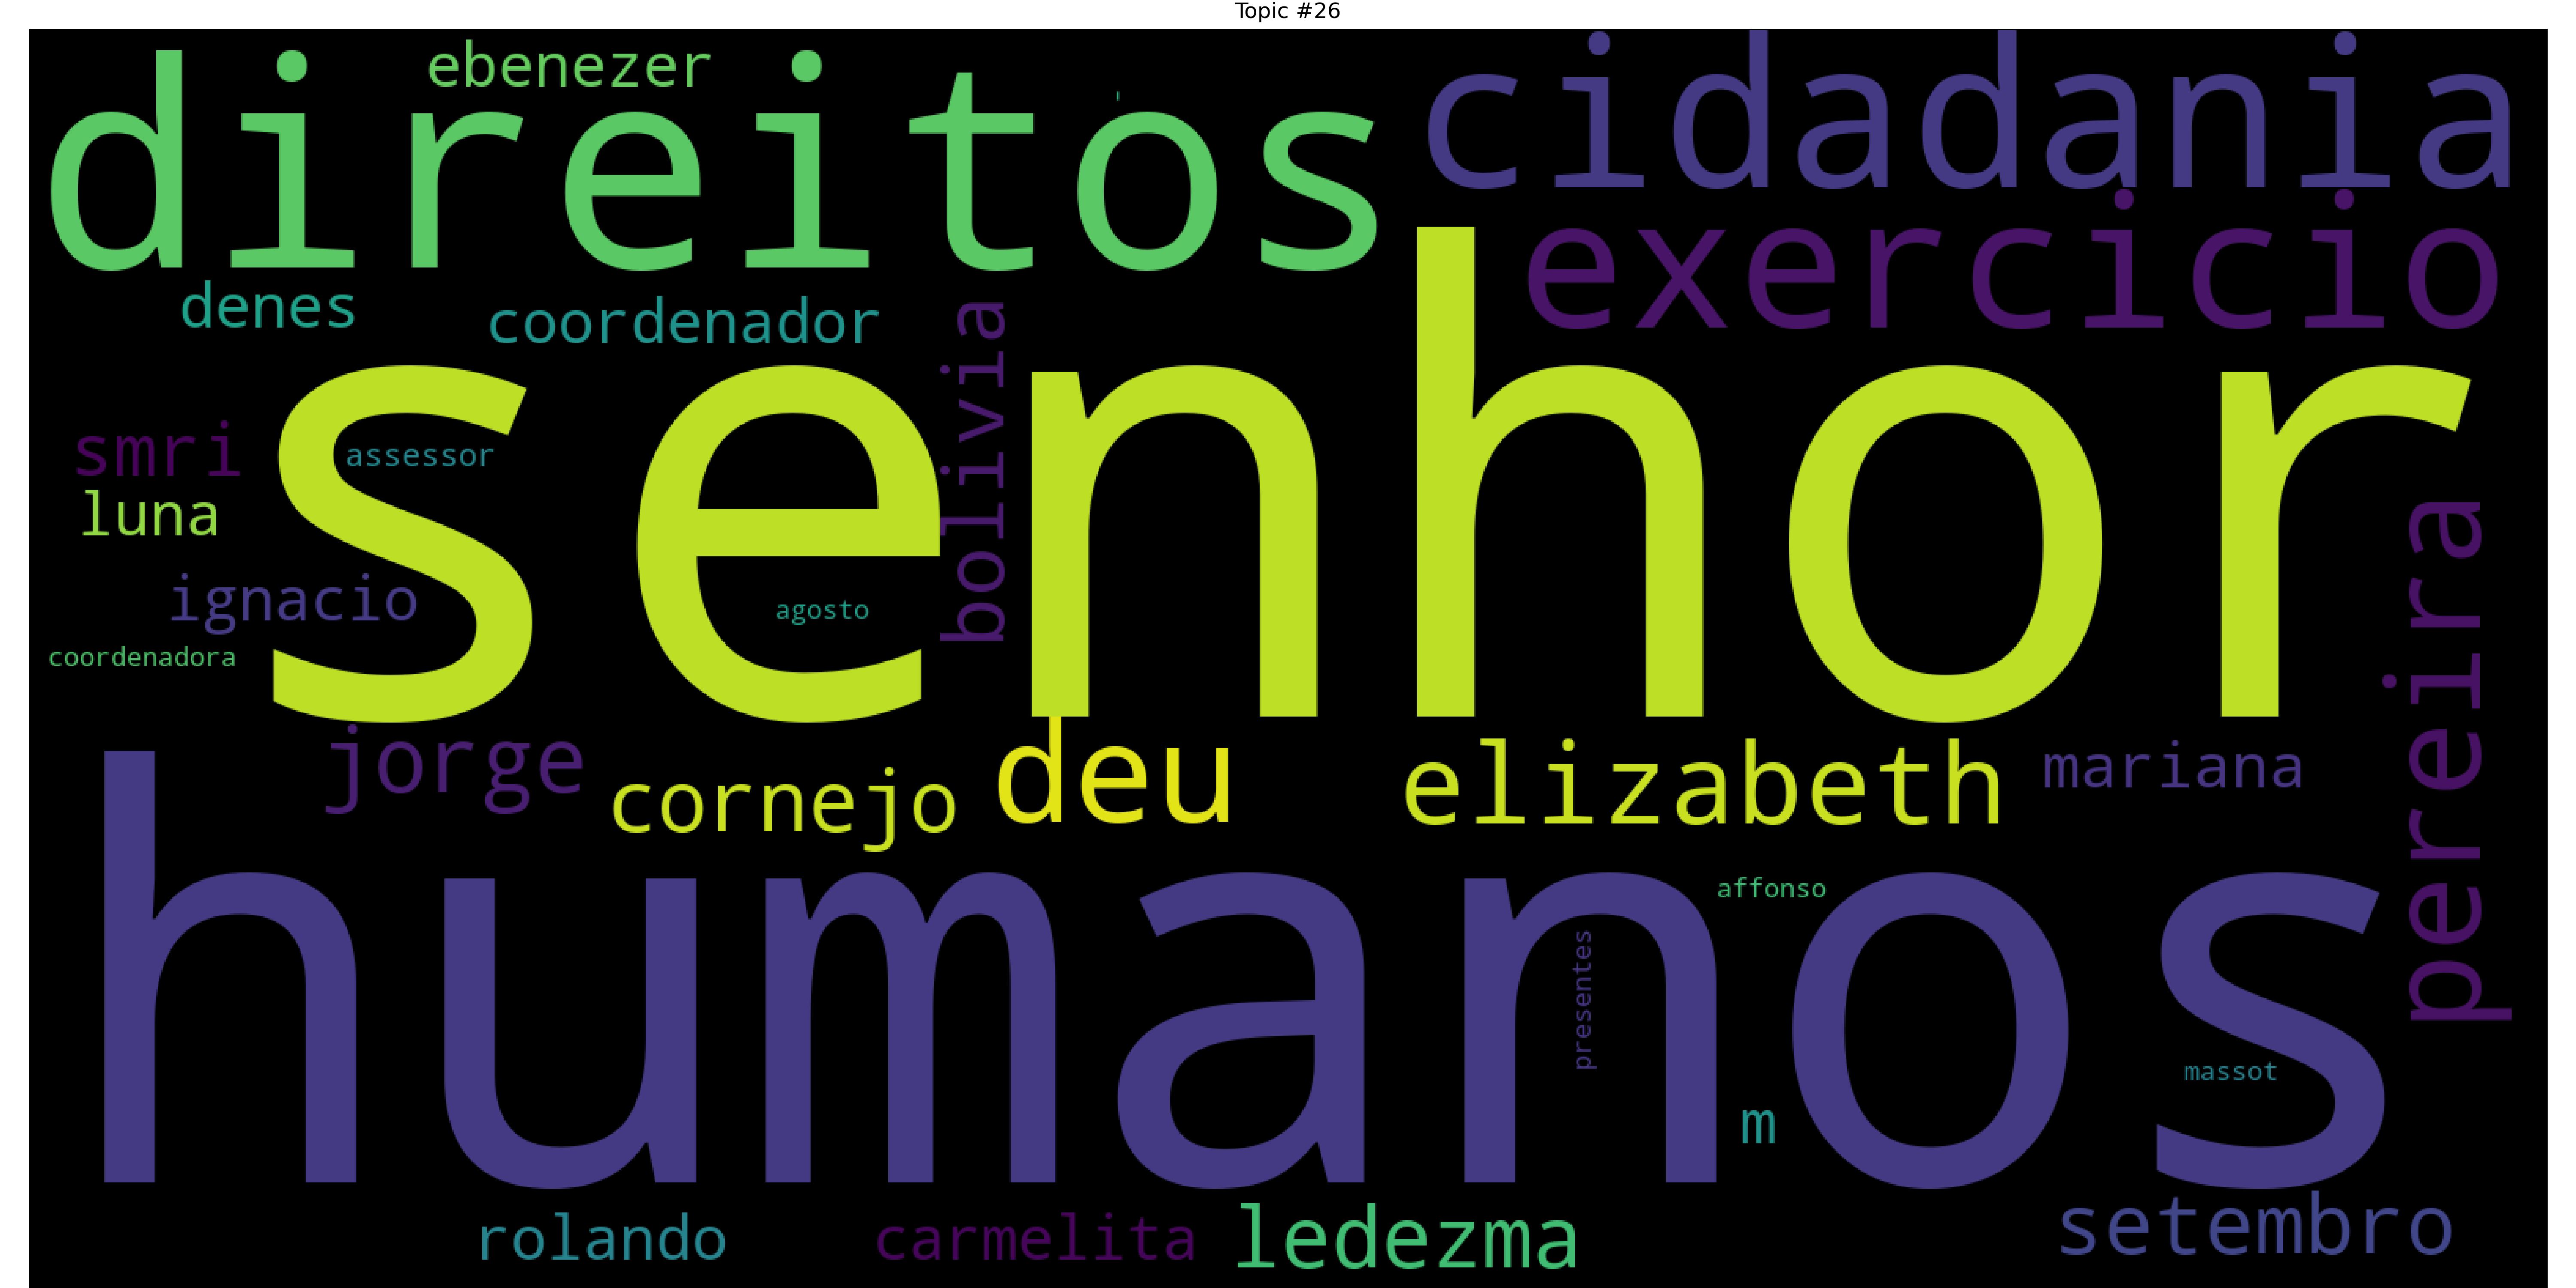 Topic #26
ebenezer
direitos
cidadania
exercicio
denes
coordenador
bolivia
senhor
smri
assessor
luna
ignacio
agosto
coordenadora
pereira
jorge
cornejo
deu
elizabeth
mariana
humanos
affonso
presentes
massot
m
rolando
carmelita
ledezma
setembro